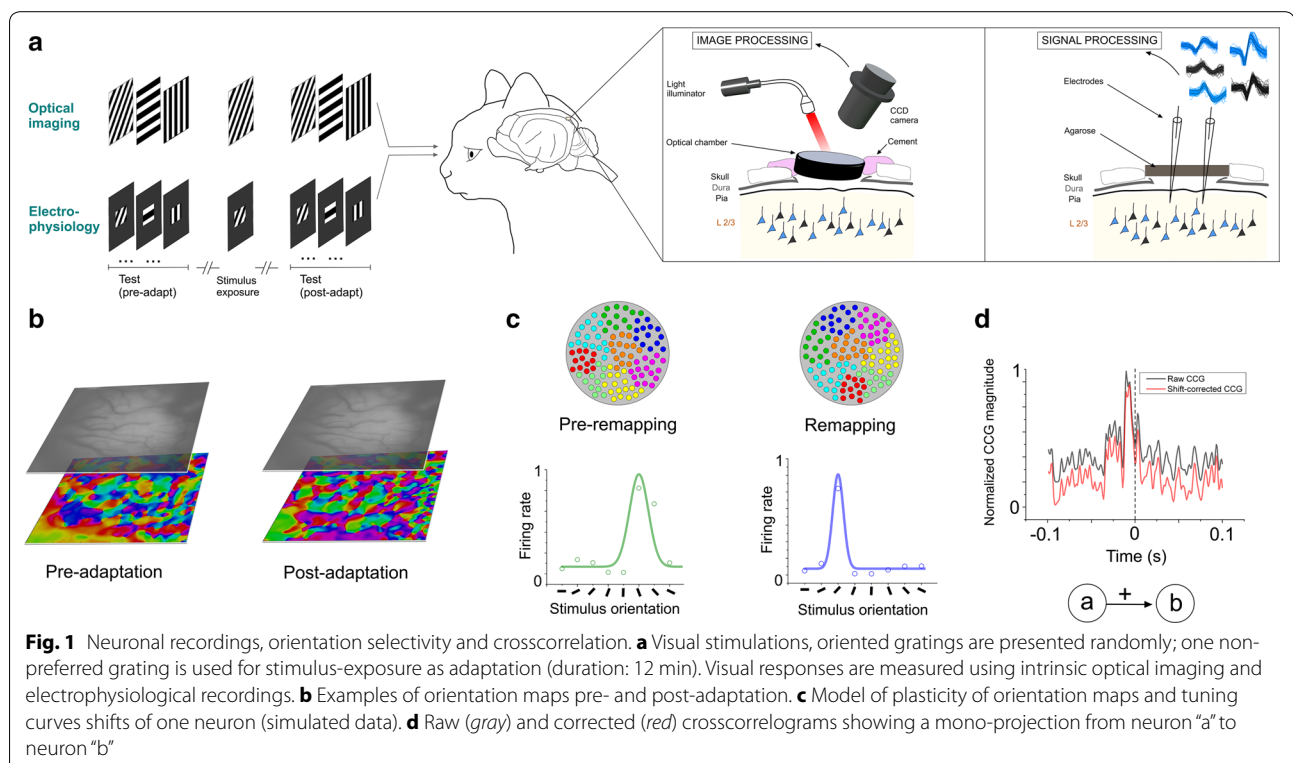 a
IMAGE PROCESSING
SIGNAL PROCESSING
Optical
imaging
Light
illuminator
CCD
camera
Electrodes
Optical chamber
Cement
Agarose
Skull
Dura
Pia
L 2/3
Skull
Dura
Pia
L 2/3
Electro-
physiology
... ...
... ...
Test
(pre-adapt)
Stimulus
exposure
Test
(post-adapt)
b
Pre-adaptation
Post-adaptation
c
Pre-remapping
Remapping
1
Firing rate
0
Stimulus orientation
1
Firing rate
0
Stimulus orientation
d
Raw CCG
Shift-corrected CCG
1
Normalized CCG magnitude
0
-0.1
0
0.1
Time (s)
a
+
b
Fig. 1 Neuronal recordings, orientation selectivity and crosscorrelation. a Visual stimulations, oriented gratings are presented randomly; one non-
preferred grating is used for stimulus-exposure as adaptation (duration: 12 min). Visual responses are measured using intrinsic optical imaging and
electrophysiological recordings. b Examples of orientation maps pre- and post-adaptation. c Model of plasticity of orientation maps and tuning
curves shifts of one neuron (simulated data). d Raw (gray) and corrected (red) crosscorrelograms showing a mono-projection from neuron “a” to
neuron “b”